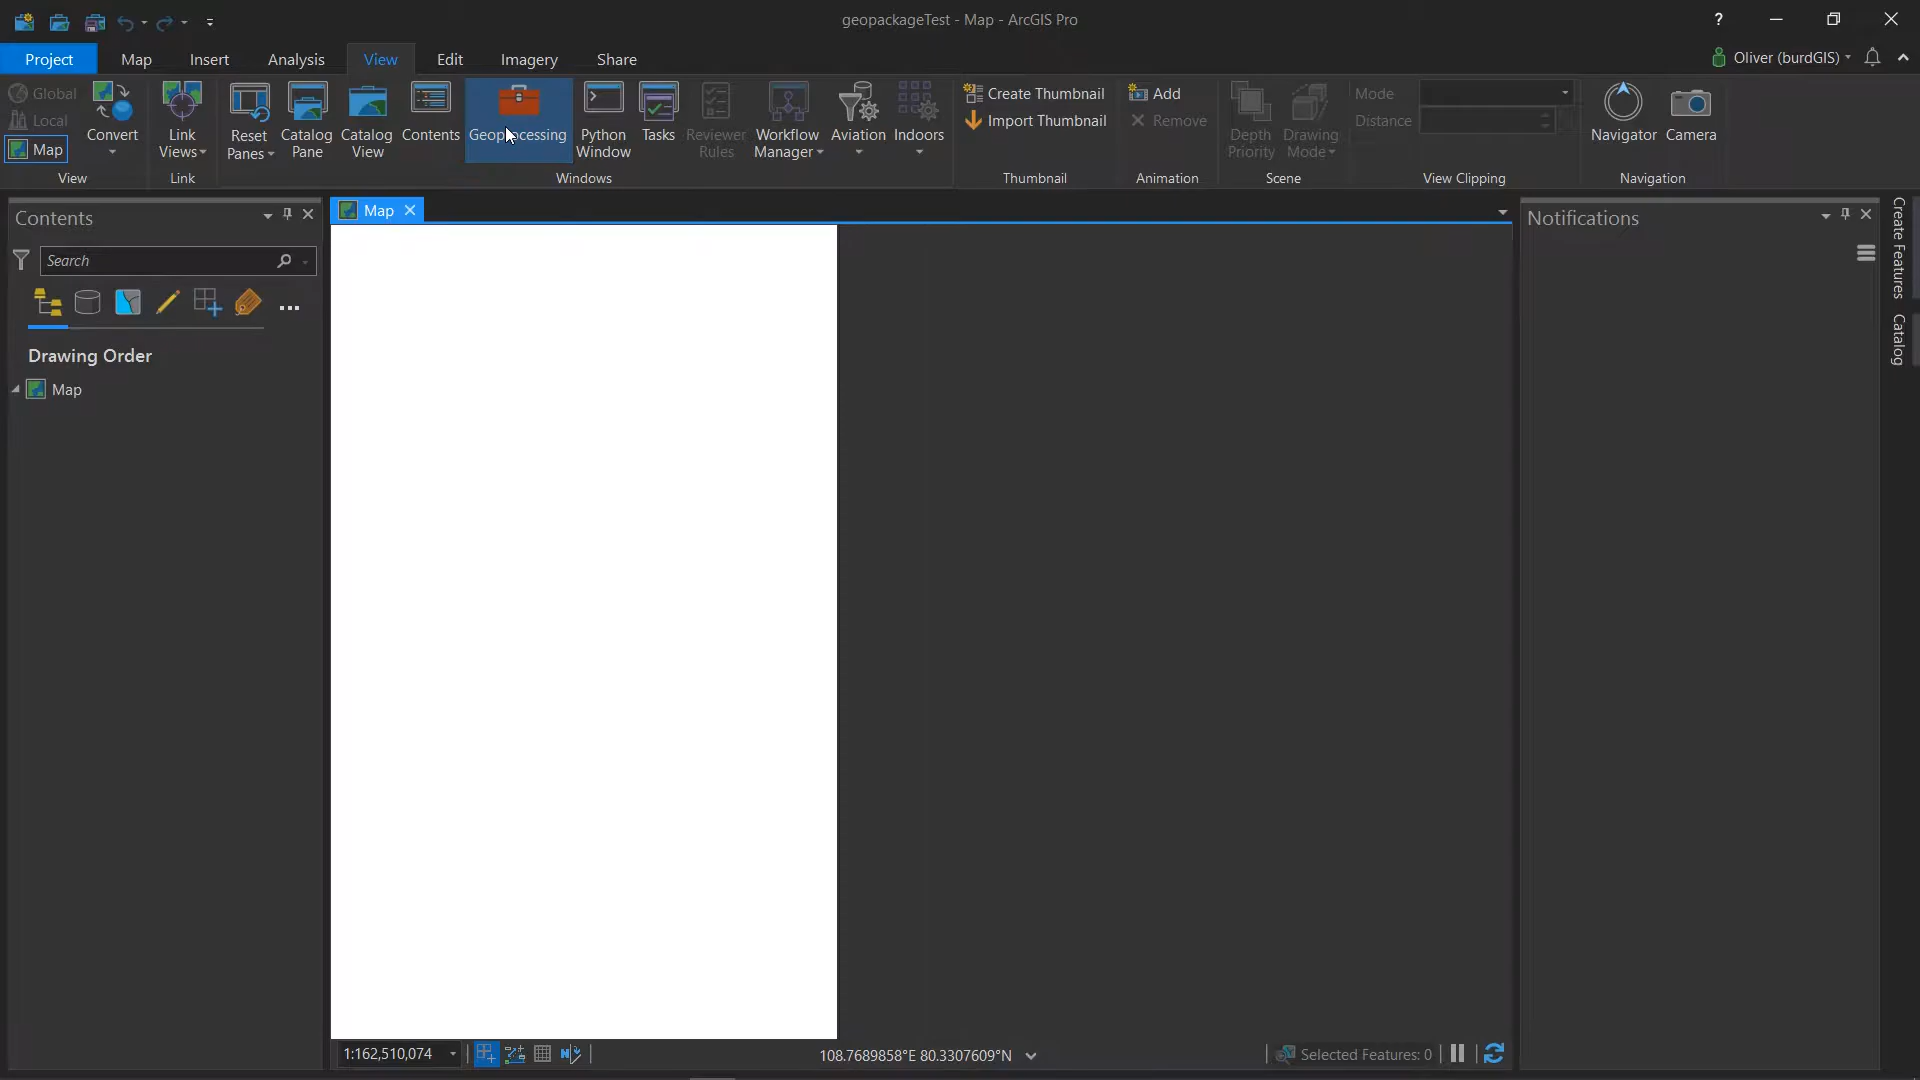 geopackageTest - Map - ArcGIS Pro
?
Project Map Insert Analysis View Edit Imagery Share
Oliver (burdGIS)
Global
Local
Map
Convert
View
Link
Views
Link
Reset
Panes
Catalog
Pane
Catalog
View
Contents
Geoprocessing
Python
Window
Tasks
Reviewer
Rules
Workflow
Manager
Aviation
Indoors
Windows
Create Thumbnail
Import Thumbnail
Thumbnail
Add
Remove
Animation
Depth
Priority
Drawing
Mode
Scene
Mode
Distance
View Clipping
Navigator
Camera
Navigation
Contents
Search
Drawing Order
Map
Map
Notifications
Create Features
Catalog
1:162,510,074
108.7689858°E 80.3307609°N
Selected Features: 0